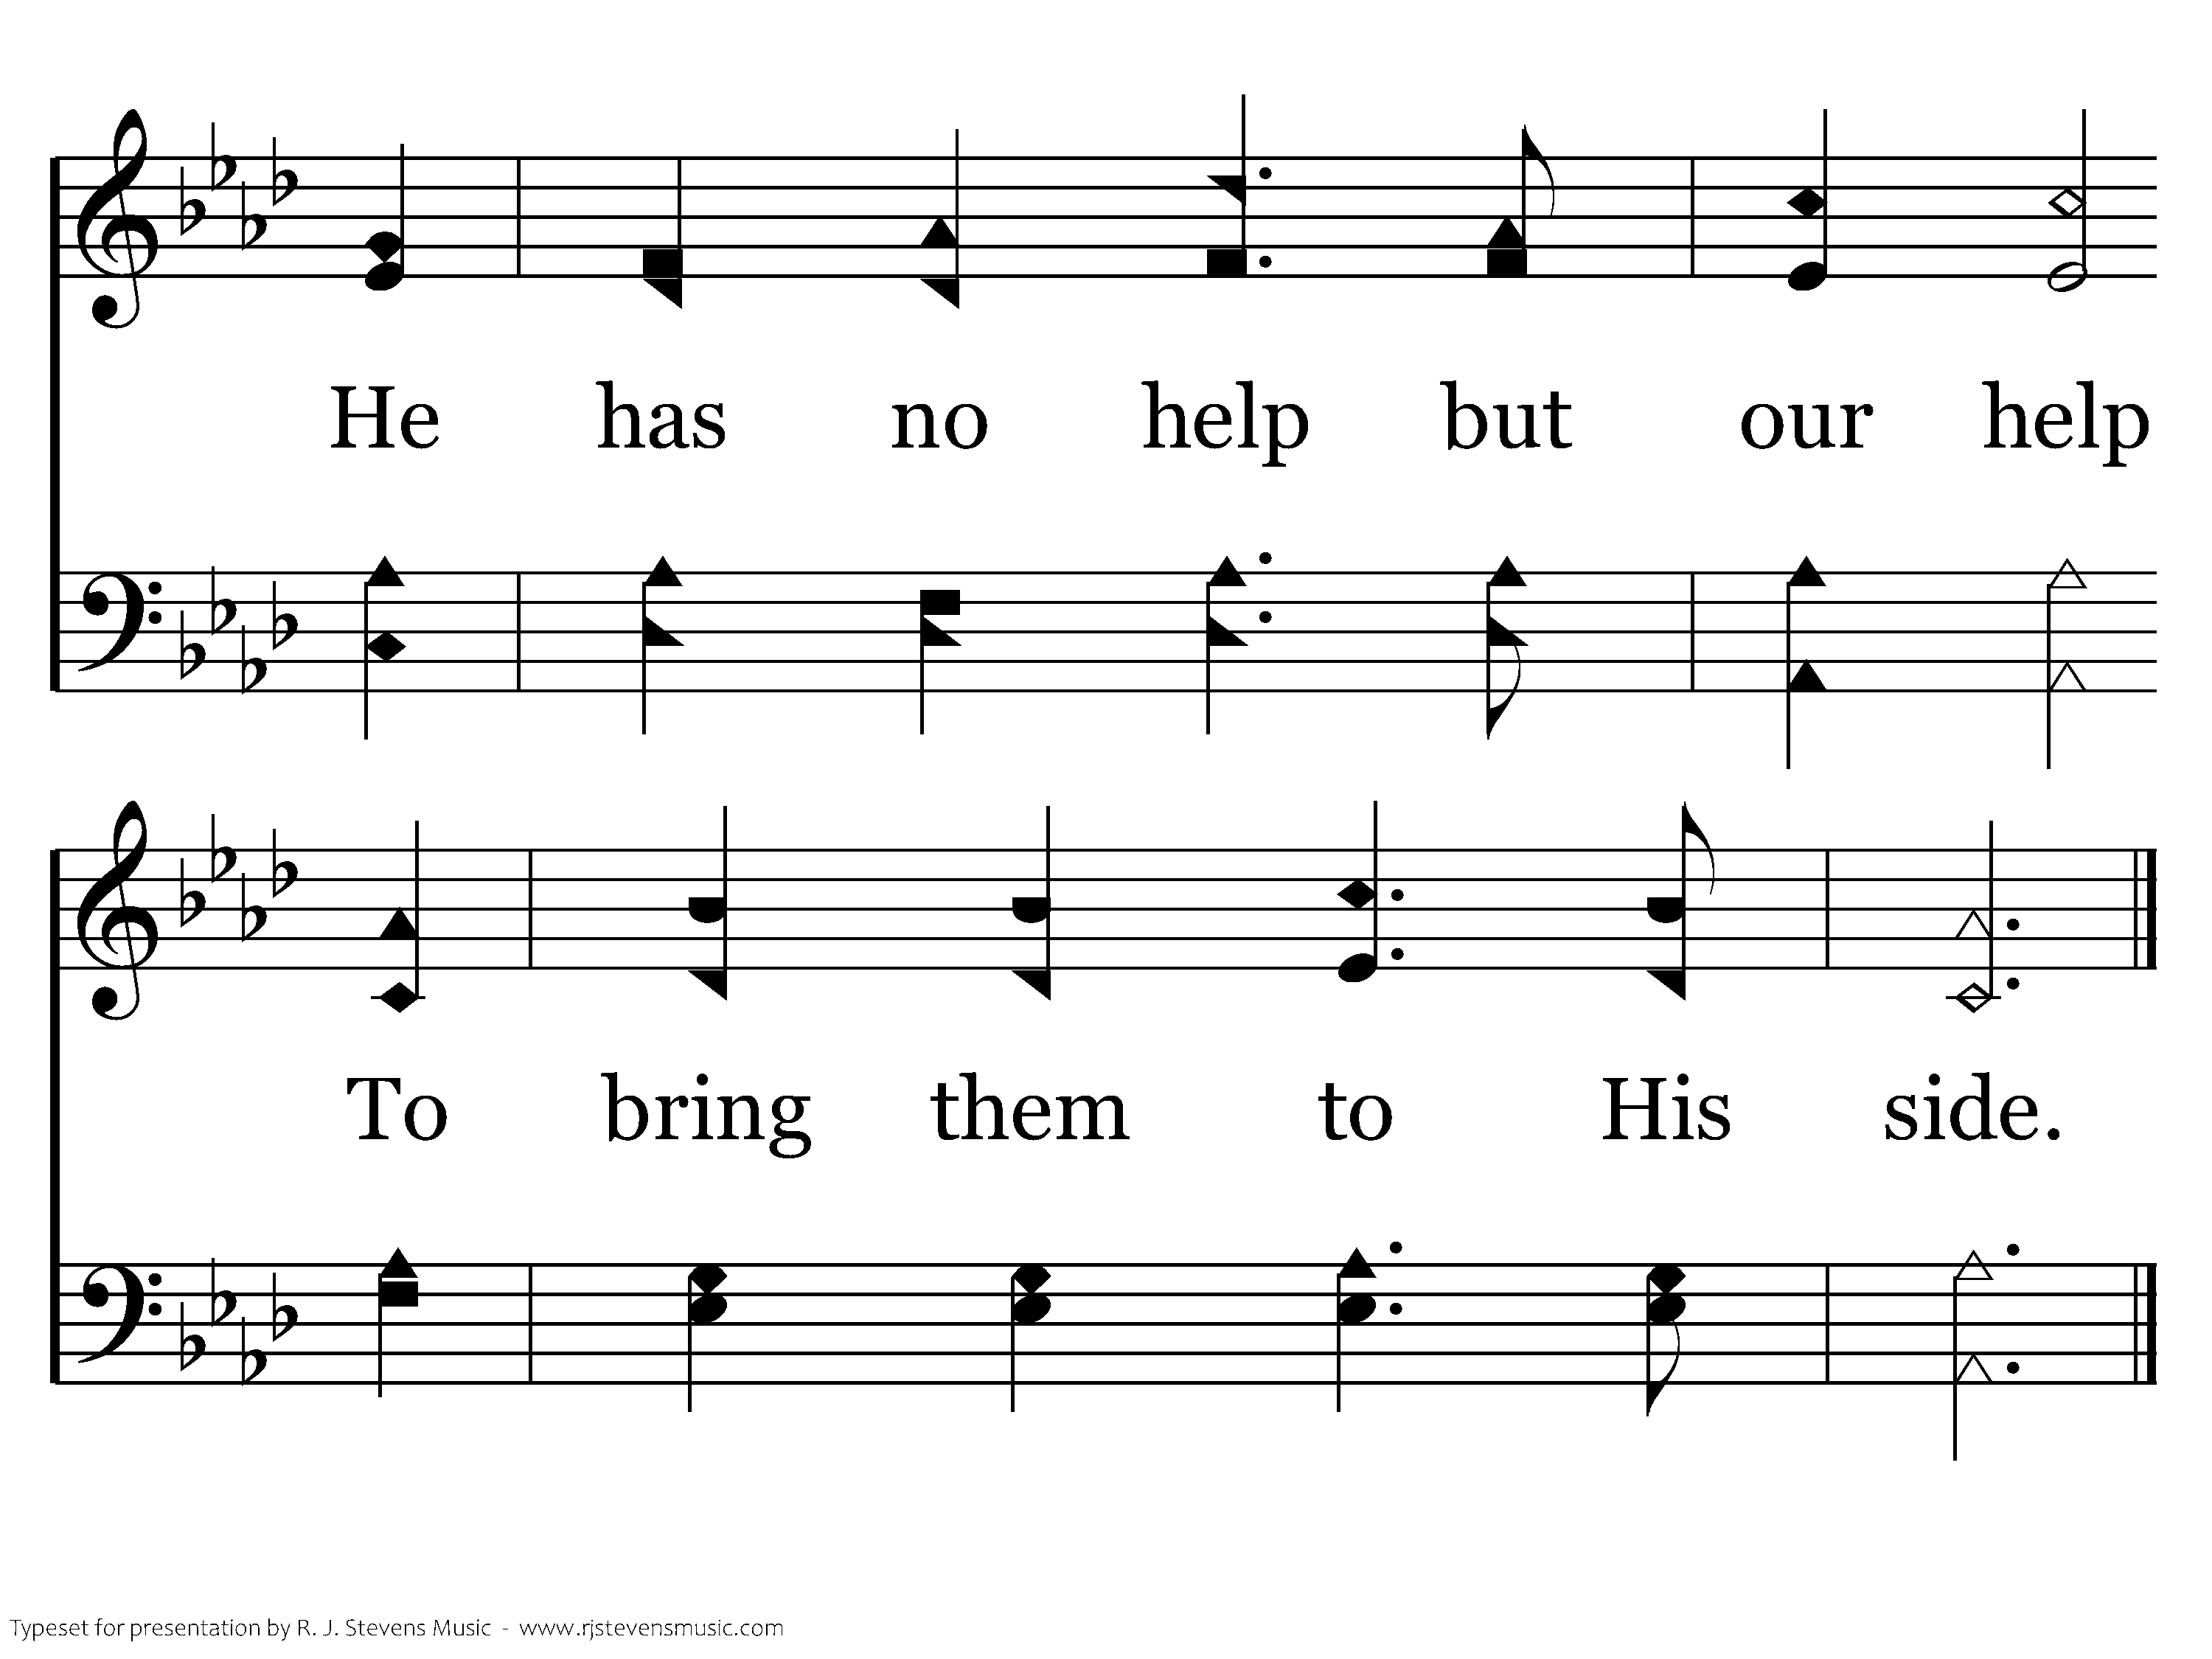 He has no help but our help
To bring them to His side.
Typeset for presentation by R. J. Stevens Music - www.rjstevensmusic.com